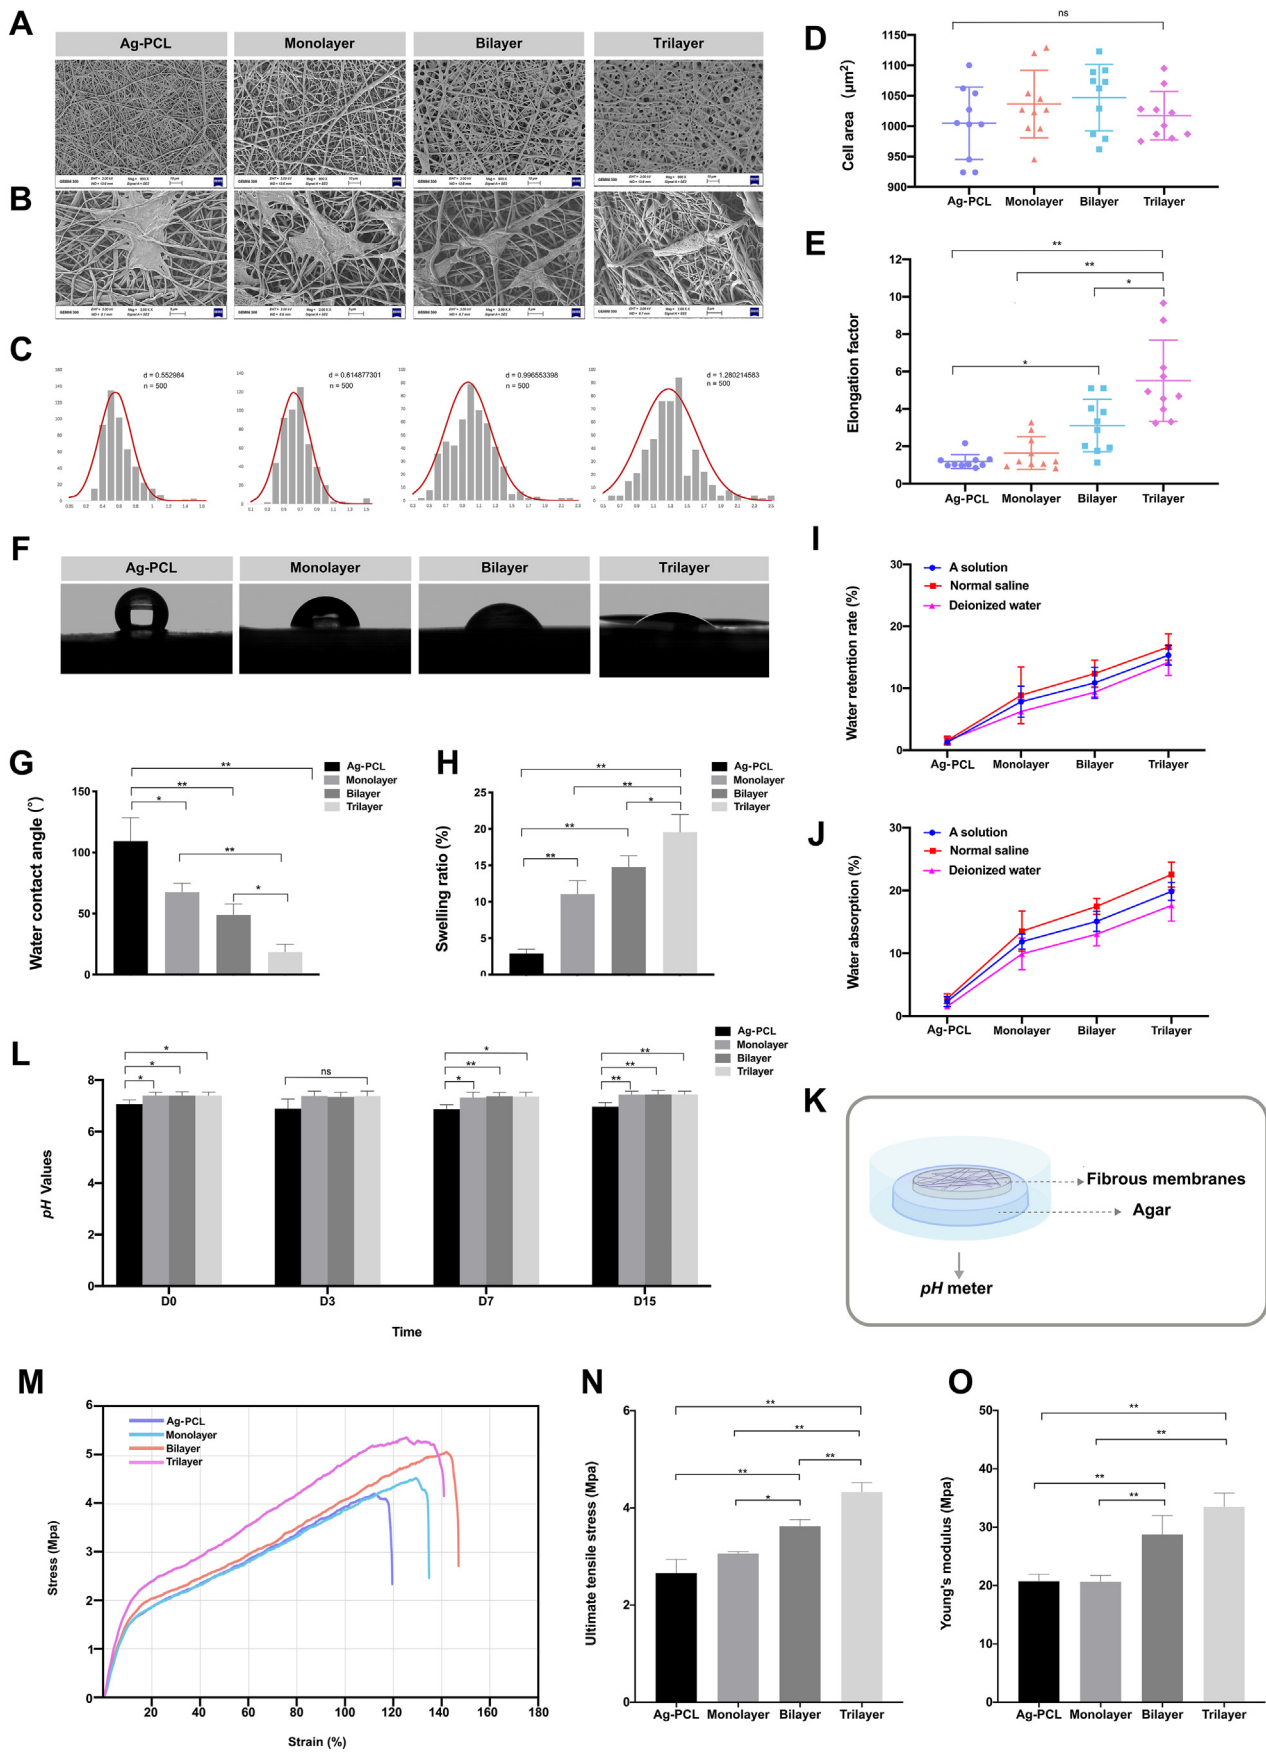 A
Ag-PCL Monolayer Bilayer Trilayer
B
C
d = 0.552984
n = 500
d = 0.614877301
n = 500
d = 0.996553398
n = 500
d = 1.280214583
n = 500
D
ns
Cell area (μm²)
1150
1100
1050
1000
950
900
Ag-PCL Monolayer Bilayer Trilayer
E
**
**
*
*
Elongation factor
12
10
8
6
4
2
0
Ag-PCL Monolayer Bilayer Trilayer
F
Ag-PCL Monolayer Bilayer Trilayer
G
Ag-PCL
Monolayer
Bilayer
Trilayer
**
**
*
**
*
Water contact angle (°)
150
100
50
0
H
Ag-PCL
Monolayer
Bilayer
Trilayer
**
**
*
**
**
Swelling ratio (%)
25
20
15
10
5
0
I
A solution
Normal saline
Deionized water
Water retention rate (%)
30
20
10
0
Ag-PCL Monolayer Bilayer Trilayer
J
A solution
Normal saline
Deionized water
Water absorption (%)
30
20
10
0
Ag-PCL Monolayer Bilayer Trilayer
L
Ag-PCL
Monolayer
Bilayer
Trilayer
*
*
*
ns
*
**
*
**
**
**
pH Values
8
6
4
2
0
D0 D3 D7 D15
Time
K
Fibrous membranes
Agar
pH meter
M
Ag-PCL
Monolayer
Bilayer
Trilayer
Stress (Mpa)
6
5
4
3
2
1
0
20 40 60 80 100 120 140 160 180
Strain (%)
N
**
**
**
**
*
Ultimate tensile stress (Mpa)
6
4
2
0
Ag-PCL Monolayer Bilayer Trilayer
O
**
**
**
**
Young's modulus (Mpa)
50
40
30
20
10
0
Ag-PCL Monolayer Bilayer Trilayer